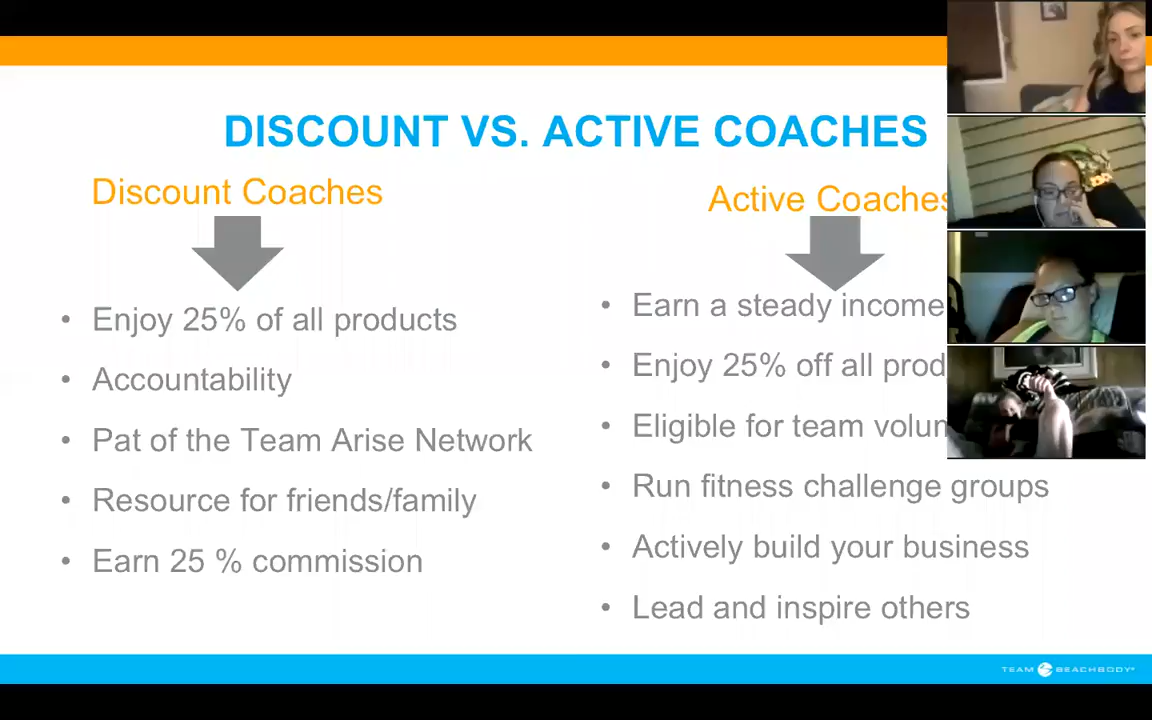 DISCOUNT VS. ACTIVE COACHES
Discount Coaches
Enjoy 25% of all products
Accountability
Pat of the Team Arise Network
Resource for friends/family
Earn 25 % commission
Active Coaches
Earn a steady income
Enjoy 25% off all prod
Eligible for team volun
Run fitness challenge groups
Actively build your business
Lead and inspire others
TEAM BEACHBODY